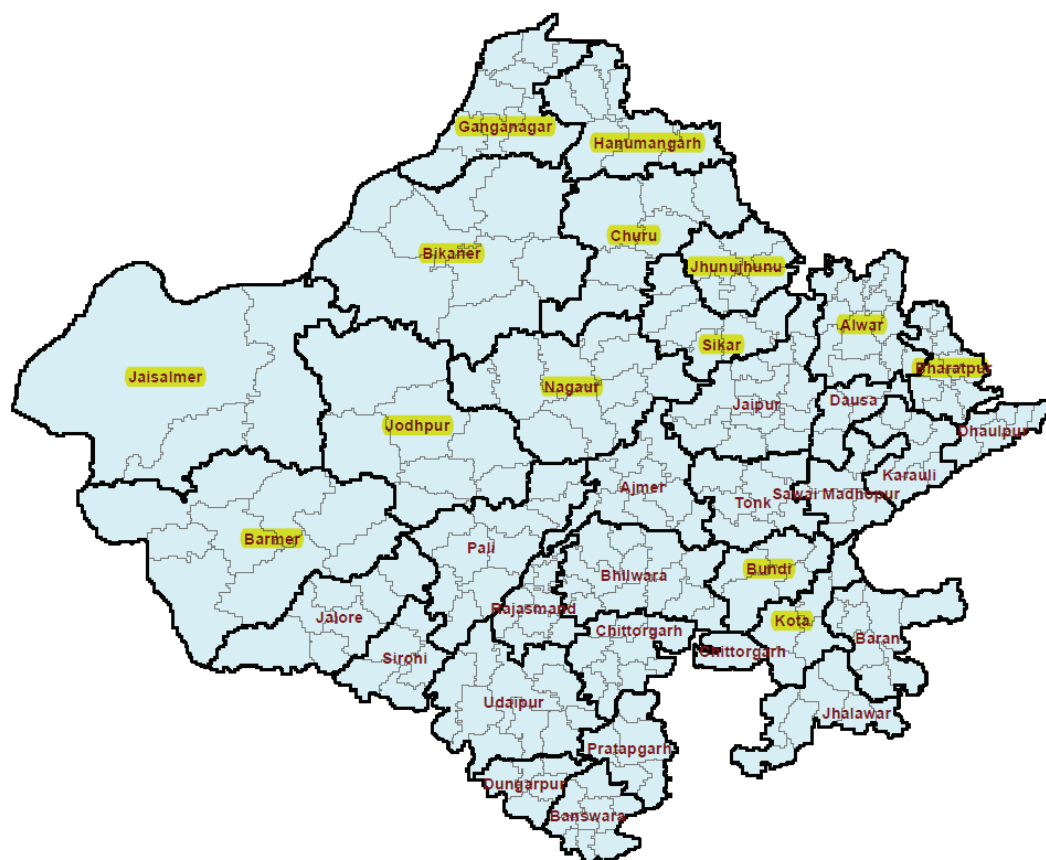 Ganganagar
Hanumangarh
Churu
Bikaner
Jhunujhunu
Alwar
Sikar
Bharatpur
Jaisalmer
Nagaur
Jaipur
Dausa
Jodhpur
Dhaulpur
Karauli
Ajmer
Sawai Madhopur
Tonk
Barmer
Pali
Bundi
Bhilwara
Rajasmand
Jalore
Kota
Chittorgarh
Baran
Chittorgarh
Sirohi
Udaipur
Jhalawar
Pratapgarh
Dungarpur
Banswara